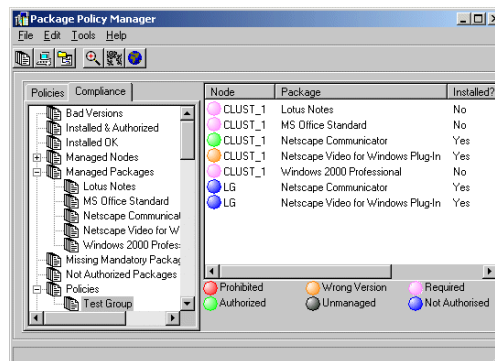 Package Policy Manager
File Edit Tools Help
Policies Compliance
Bad Versions
Installed & Authorized
Installed OK
Managed Nodes
Managed Packages
Lotus Notes
MS Office Standard
Netscape Communicat
Netscape Video for W
Windows 2000 Profes:
Missing Mandatory Packag
Not Authorized Packages
Policies
Test Group
Node Package Installed?
CLUST_1 Lotus Notes No
CLUST_1 MS Office Standard No
CLUST_1 Netscape Communicator Yes
CLUST_1 Netscape Video for Windows Plug-In Yes
CLUST_1 Windows 2000 Professional No
LG Netscape Communicator Yes
LG Netscape Video for Windows Plug-In Yes
Prohibited Wrong Version Required
Authorized Unmanaged Not Authorised